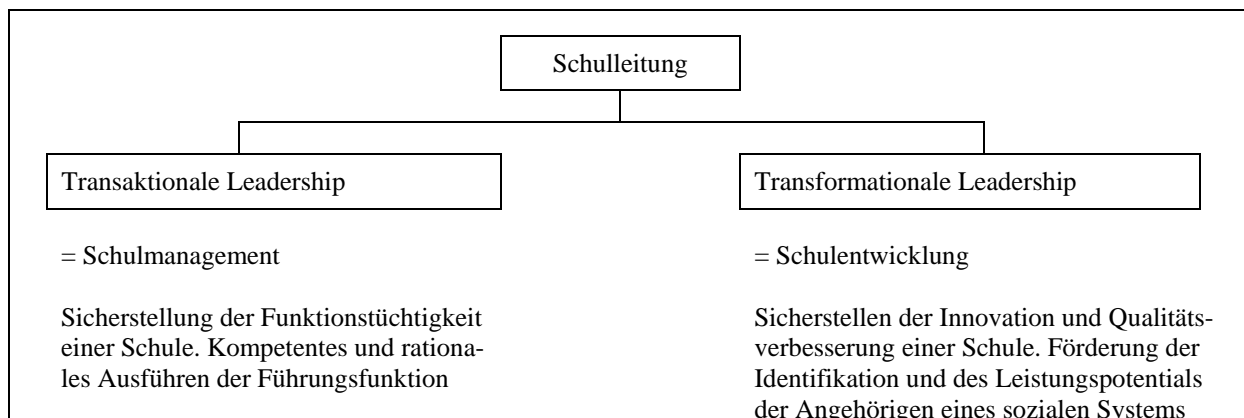 Schulleitung
Transaktionale Leadership
= Schulmanagement
Sicherstellung der Funktionstüchtigkeit
einer Schule. Kompetentes und rationa-
les Ausführen der Führungsfunktion
Transformationale Leadership
= Schulentwicklung
Sicherstellen der Innovation und Qualitäts-
verbesserung einer Schule. Förderung der
Identifikation und des Leistungspotentials
der Angehörigen eines sozialen Systems